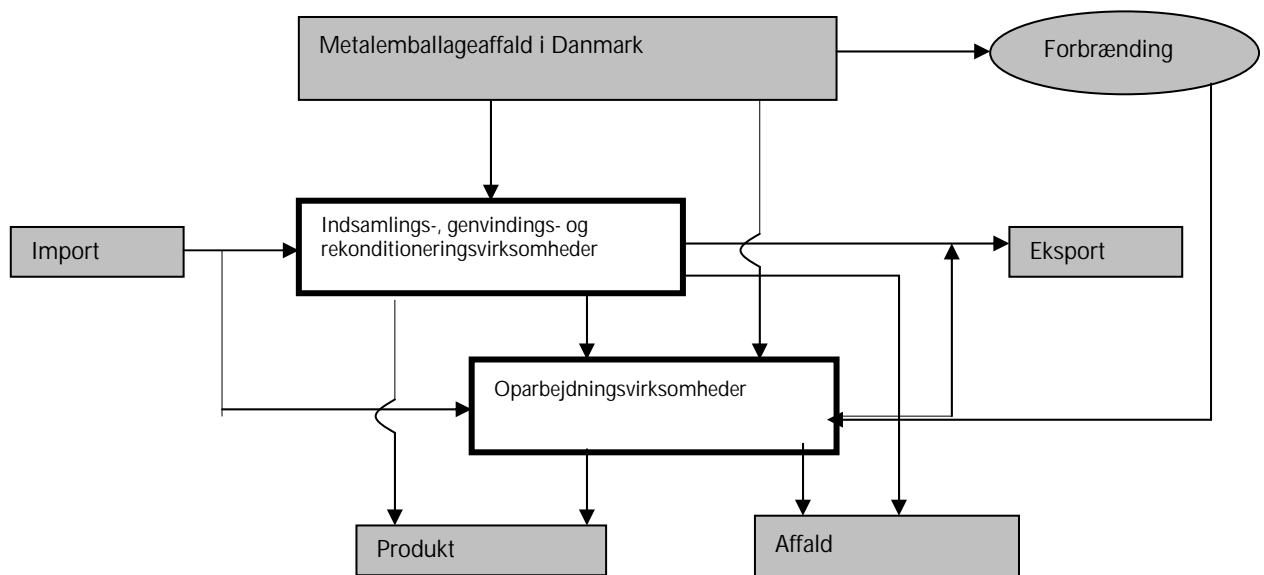 Metalemballageaffald i Danmark
Forbrænding
Indsamlings-, genvindings- og
rekonditioneringsvirksomheder
Import
Eksport
Oparbejdningsvirksomheder
Produkt
Affald